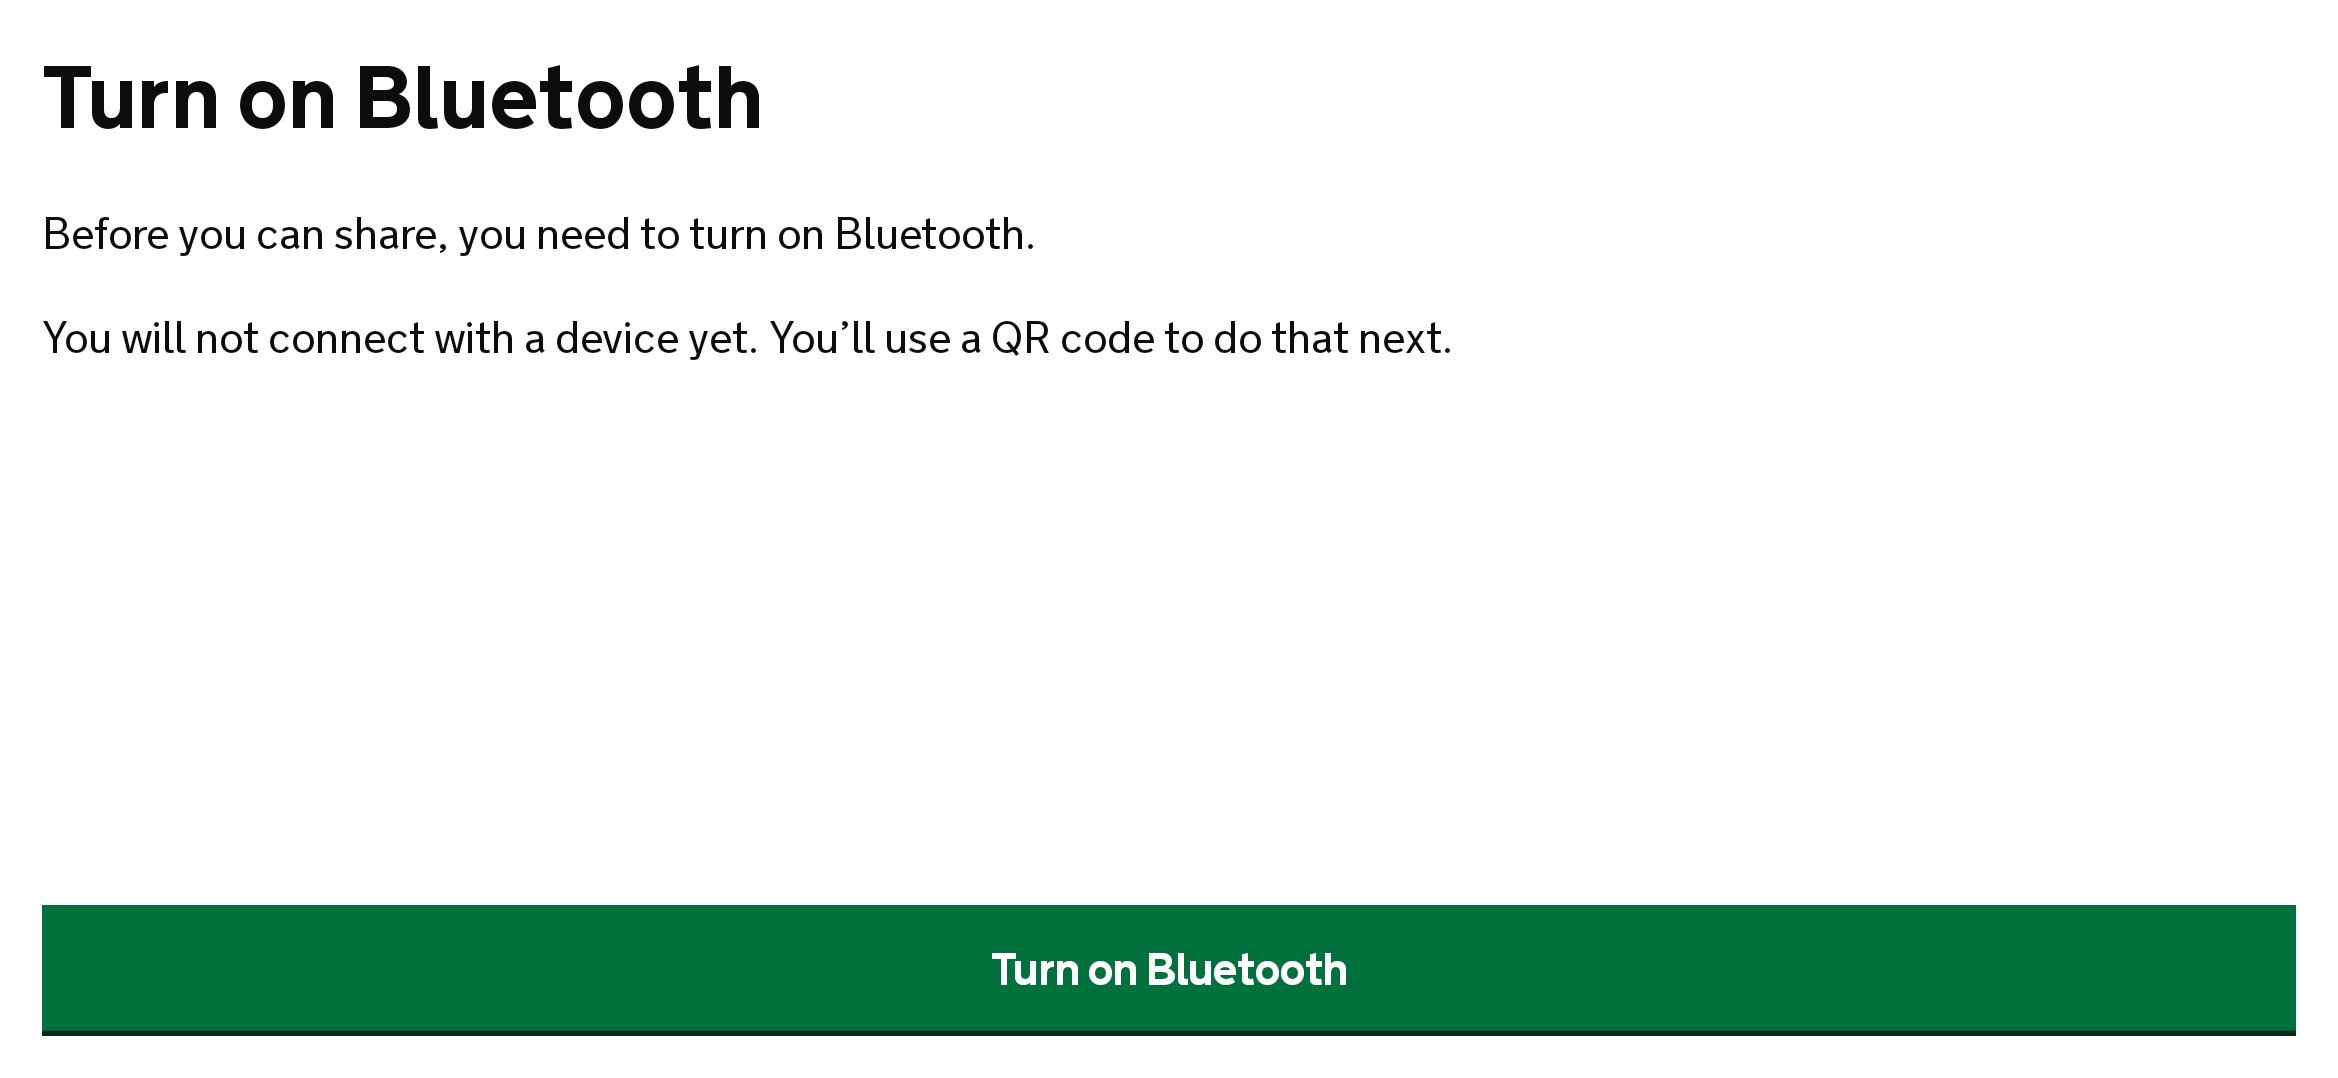 Turn on Bluetooth
Before you can share, you need to turn on Bluetooth.
You will not connect with a device yet. You’ll use a QR code to do that next.
Turn on Bluetooth